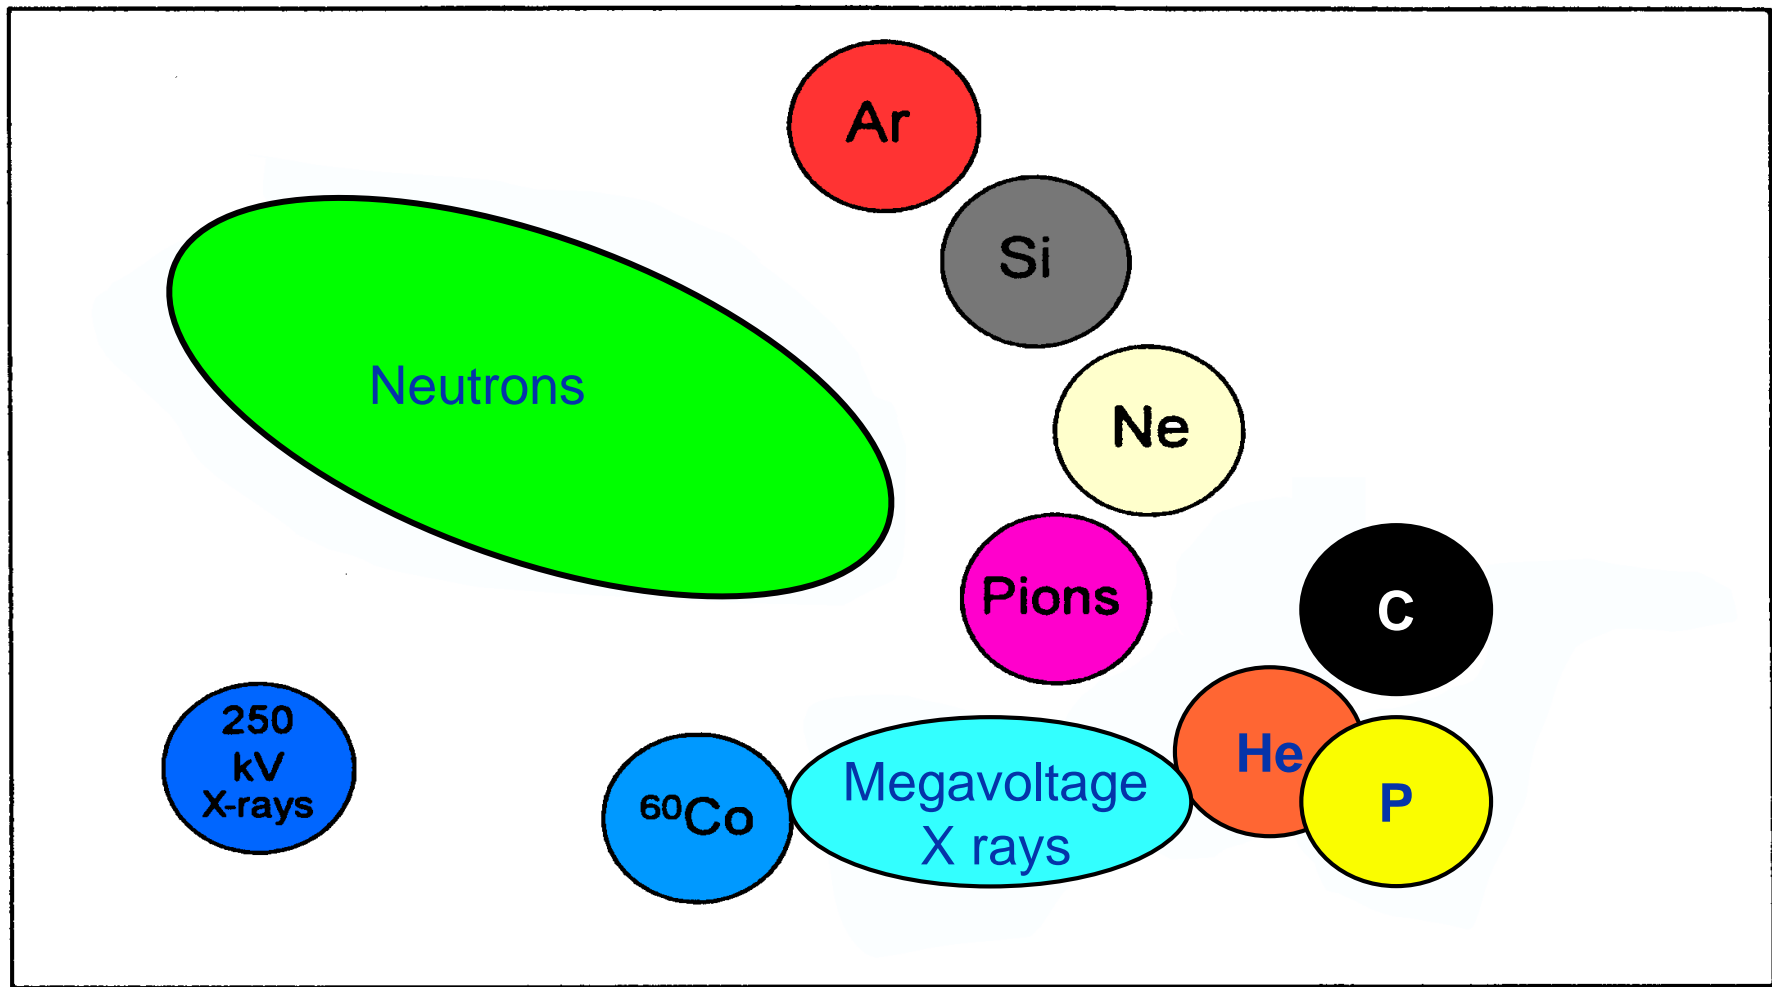 Ar
Si
Neutrons
Ne
Pions
C
250
kV
X-rays
⁶⁰Co
Megavoltage
X rays
He
P